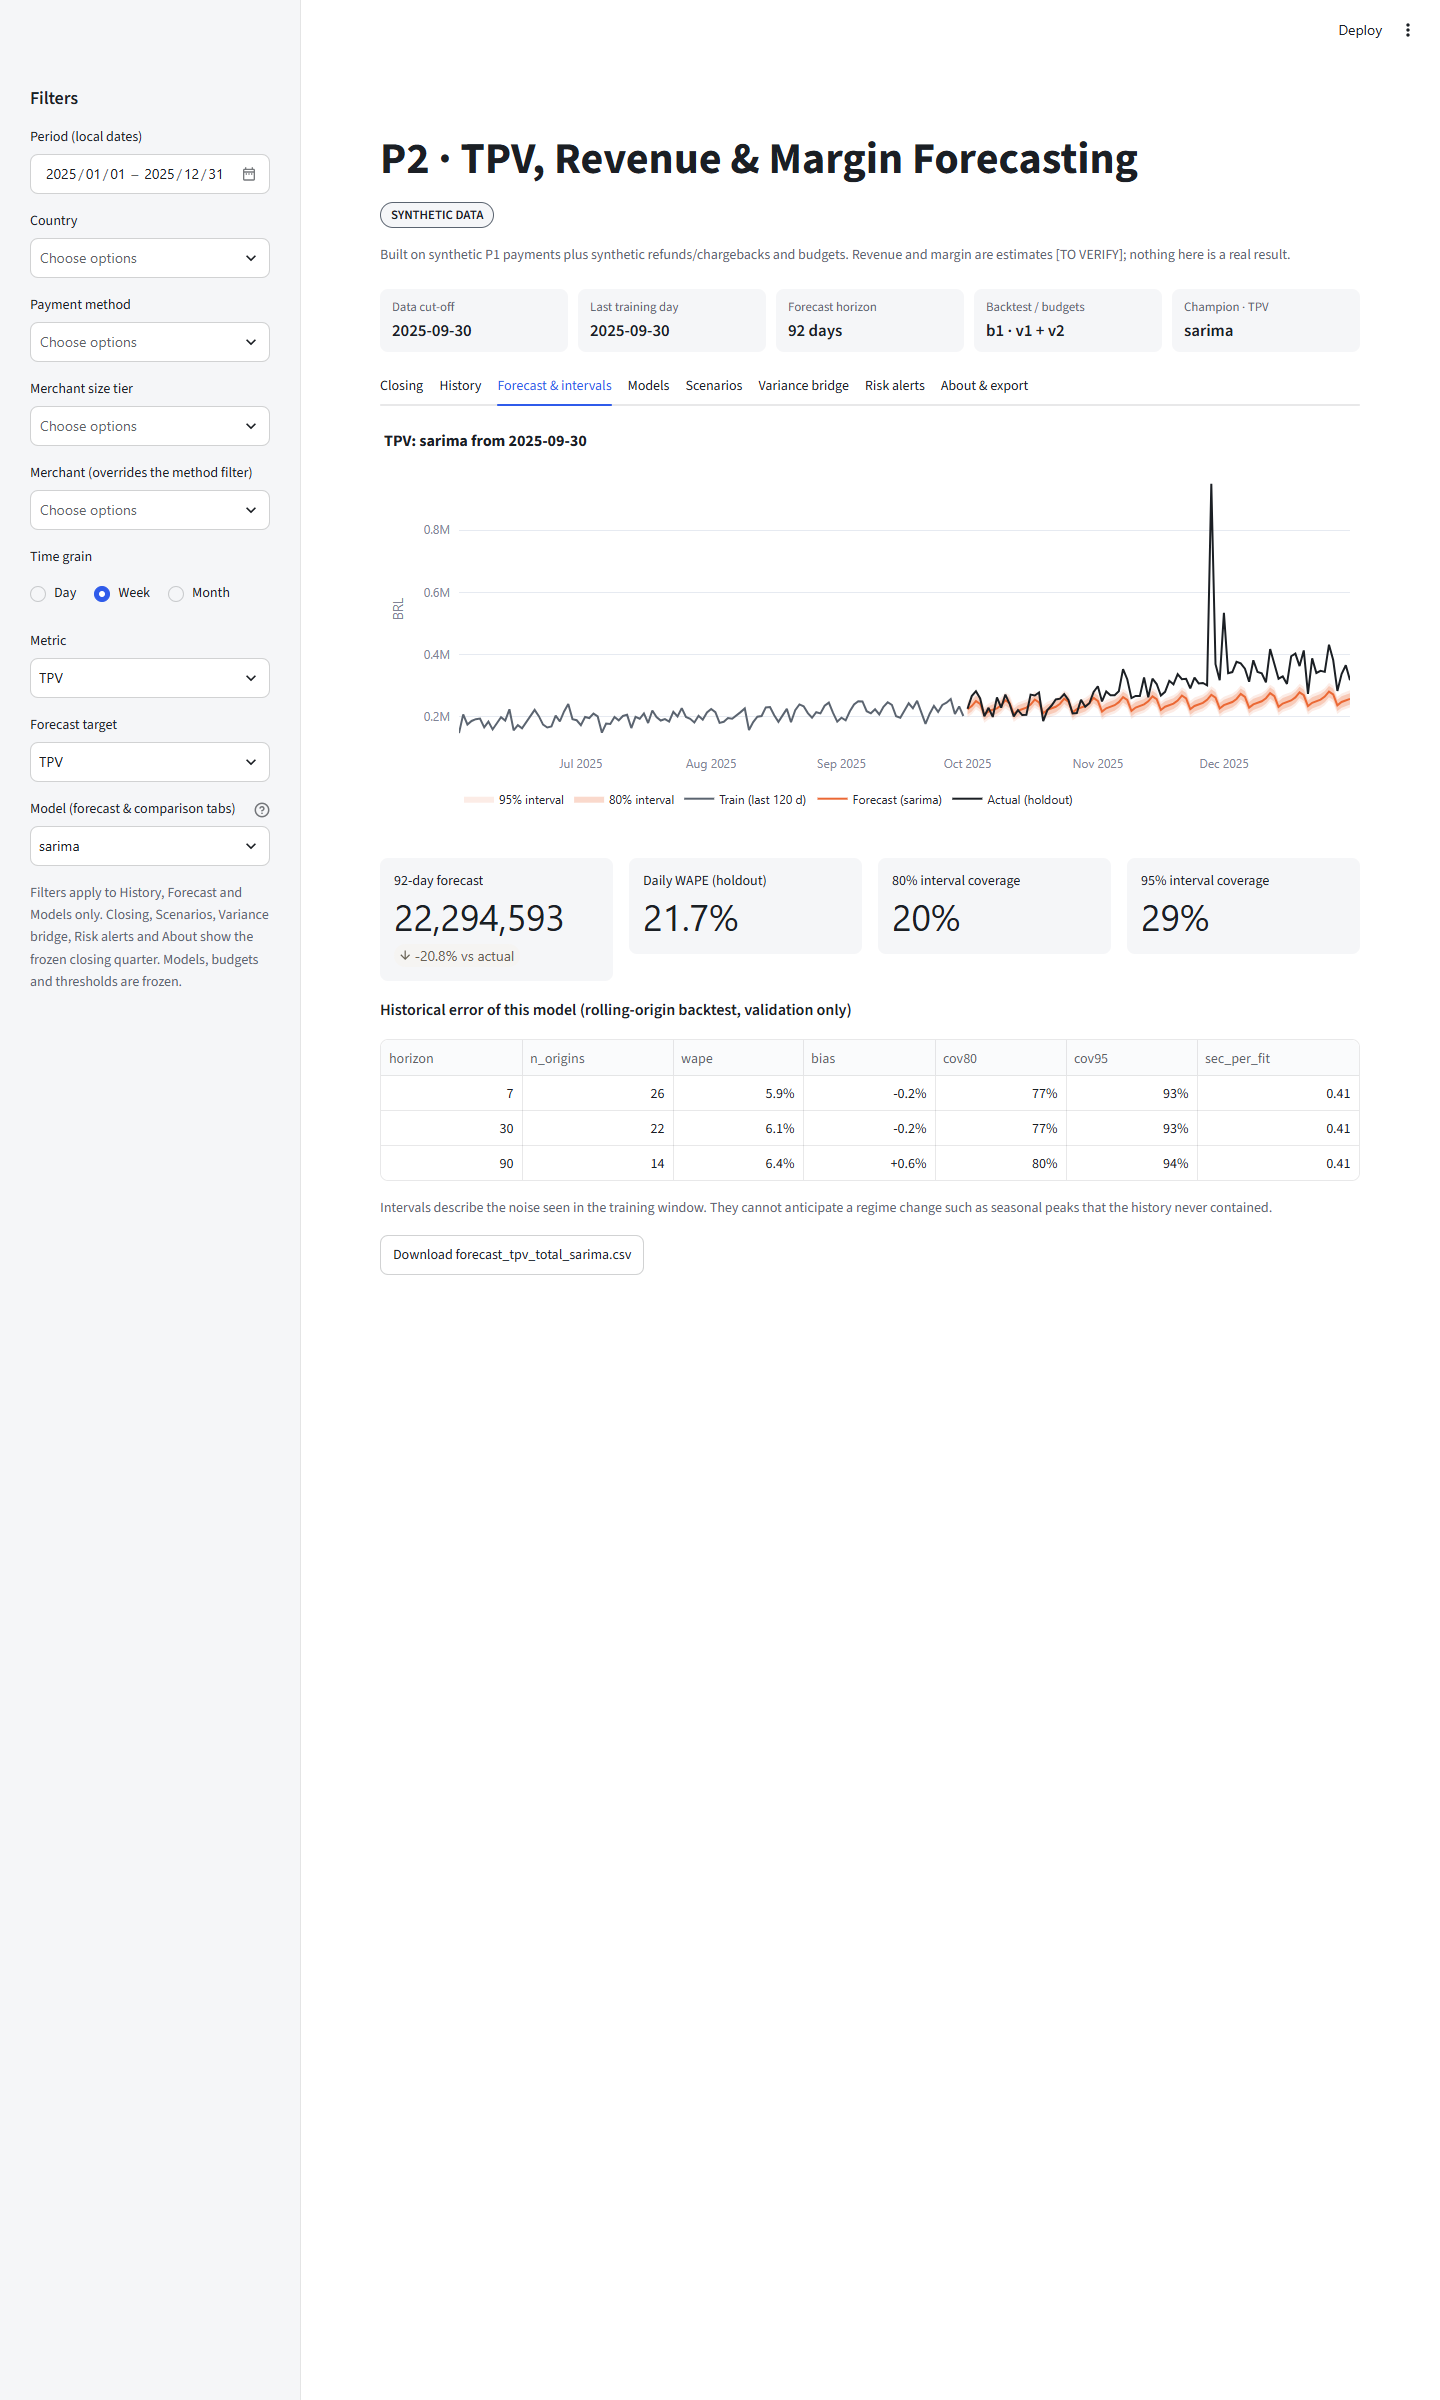 Deploy
Filters
Period (local dates)
2025/01/01 – 2025/12/31
Country
Choose options
Payment method
Choose options
Merchant size tier
Choose options
Merchant (overrides the method filter)
Choose options
Time grain
Day Week Month
Metric
TPV
Forecast target
TPV
Model (forecast & comparison tabs)
sarima
Filters apply to History, Forecast and
Models only. Closing, Scenarios, Variance
bridge, Risk alerts and About show the
frozen closing quarter. Models, budgets
and thresholds are frozen.
P2 · TPV, Revenue & Margin Forecasting
SYNTHETIC DATA
Built on synthetic P1 payments plus synthetic refunds/chargebacks and budgets. Revenue and margin are estimates [TO VERIFY]; nothing here is a real result.
Data cut-off
2025-09-30
Last training day
2025-09-30
Forecast horizon
92 days
Backtest / budgets
b1 · v1 + v2
Champion · TPV
sarima
Closing History Forecast & intervals Models Scenarios Variance bridge Risk alerts About & export
TPV: sarima from 2025-09-30
0.8M
0.6M
0.4M
0.2M
BRL
Jul 2025 Aug 2025 Sep 2025 Oct 2025 Nov 2025 Dec 2025
95% interval 80% interval Train (last 120 d) Forecast (sarima) Actual (holdout)
92-day forecast
22,294,593
↓ -20.8% vs actual
Daily WAPE (holdout)
21.7%
80% interval coverage
20%
95% interval coverage
29%
Historical error of this model (rolling-origin backtest, validation only)
horizon n_origins wape bias cov80 cov95 sec_per_fit
7 26 5.9% -0.2% 77% 93% 0.41
30 22 6.1% -0.2% 77% 93% 0.41
90 14 6.4% +0.6% 80% 94% 0.41
Intervals describe the noise seen in the training window. They cannot anticipate a regime change such as seasonal peaks that the history never contained.
Download forecast_tpv_total_sarima.csv